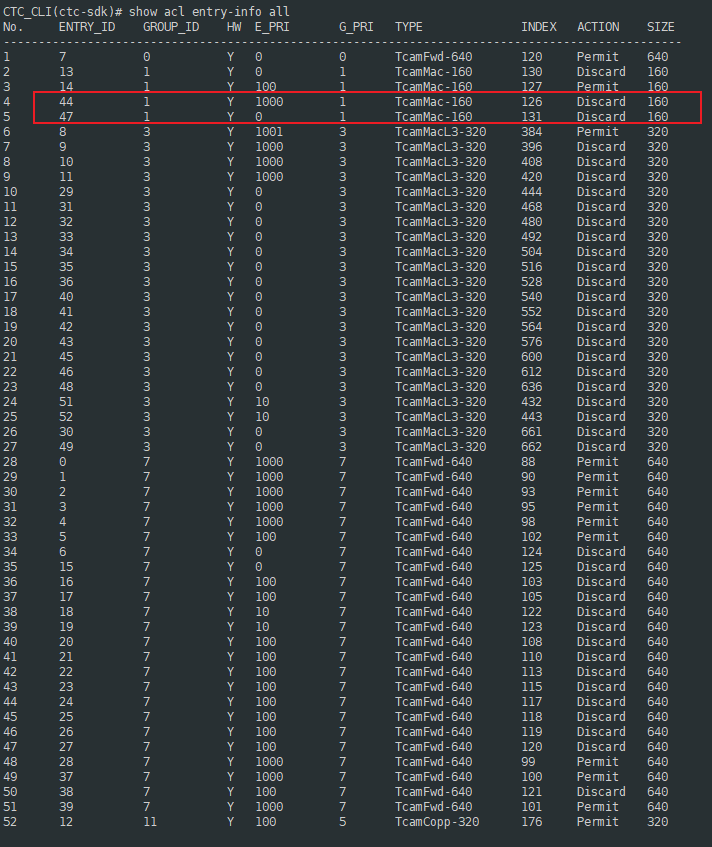 CTC_CLI(ctc-sdk)# show acl entry-info all
No. ENTRY_ID GROUP_ID HW E_PRI G_PRI TYPE INDEX ACTION SIZE
-------------------------------------------------------------------------------------------
1 7 0 Y 0 0 TcamFwd-640 120 Permit 640
2 13 1 Y 0 1 TcamMac-160 130 Discard 160
3 14 1 Y 100 1 TcamMac-160 127 Permit 160
4 44 1 Y 1000 1 TcamMac-160 126 Discard 160
5 47 1 Y 0 1 TcamMac-160 131 Discard 160
6 8 3 Y 1001 3 TcamMacL3-320 384 Permit 320
7 9 3 Y 1000 3 TcamMacL3-320 396 Discard 320
8 10 3 Y 1000 3 TcamMacL3-320 408 Discard 320
9 11 3 Y 1000 3 TcamMacL3-320 420 Discard 320
10 29 3 Y 0 3 TcamMacL3-320 444 Discard 320
11 31 3 Y 0 3 TcamMacL3-320 468 Discard 320
12 32 3 Y 0 3 TcamMacL3-320 480 Discard 320
13 33 3 Y 0 3 TcamMacL3-320 492 Discard 320
14 34 3 Y 0 3 TcamMacL3-320 504 Discard 320
15 35 3 Y 0 3 TcamMacL3-320 516 Discard 320
16 36 3 Y 0 3 TcamMacL3-320 528 Discard 320
17 40 3 Y 0 3 TcamMacL3-320 540 Discard 320
18 41 3 Y 0 3 TcamMacL3-320 552 Discard 320
19 42 3 Y 0 3 TcamMacL3-320 564 Discard 320
20 43 3 Y 0 3 TcamMacL3-320 576 Discard 320
21 45 3 Y 0 3 TcamMacL3-320 600 Discard 320
22 46 3 Y 0 3 TcamMacL3-320 612 Discard 320
23 48 3 Y 0 3 TcamMacL3-320 636 Discard 320
24 51 3 Y 10 3 TcamMacL3-320 432 Discard 320
25 52 3 Y 10 3 TcamMacL3-320 443 Discard 320
26 30 3 Y 0 3 TcamMacL3-320 661 Discard 320
27 49 3 Y 0 3 TcamMacL3-320 662 Discard 320
28 0 7 Y 1000 7 TcamFwd-640 88 Permit 640
29 1 7 Y 1000 7 TcamFwd-640 90 Permit 640
30 2 7 Y 1000 7 TcamFwd-640 93 Permit 640
31 3 7 Y 1000 7 TcamFwd-640 95 Permit 640
32 4 7 Y 1000 7 TcamFwd-640 98 Permit 640
33 5 7 Y 100 7 TcamFwd-640 102 Permit 640
34 6 7 Y 0 7 TcamFwd-640 124 Discard 640
35 15 7 Y 0 7 TcamFwd-640 125 Discard 640
36 16 7 Y 100 7 TcamFwd-640 103 Discard 640
37 17 7 Y 100 7 TcamFwd-640 105 Discard 640
38 18 7 Y 10 7 TcamFwd-640 122 Discard 640
39 19 7 Y 10 7 TcamFwd-640 123 Discard 640
40 20 7 Y 100 7 TcamFwd-640 108 Discard 640
41 21 7 Y 100 7 TcamFwd-640 110 Discard 640
42 22 7 Y 100 7 TcamFwd-640 113 Discard 640
43 23 7 Y 100 7 TcamFwd-640 115 Discard 640
44 24 7 Y 100 7 TcamFwd-640 117 Discard 640
45 25 7 Y 100 7 TcamFwd-640 118 Discard 640
46 26 7 Y 100 7 TcamFwd-640 119 Discard 640
47 27 7 Y 100 7 TcamFwd-640 120 Discard 640
48 28 7 Y 1000 7 TcamFwd-640 99 Permit 640
49 37 7 Y 1000 7 TcamFwd-640 100 Permit 640
50 38 7 Y 100 7 TcamFwd-640 121 Discard 640
51 39 7 Y 1000 7 TcamFwd-640 101 Permit 640
52 12 11 Y 100 5 TcamCopp-320 176 Permit 320